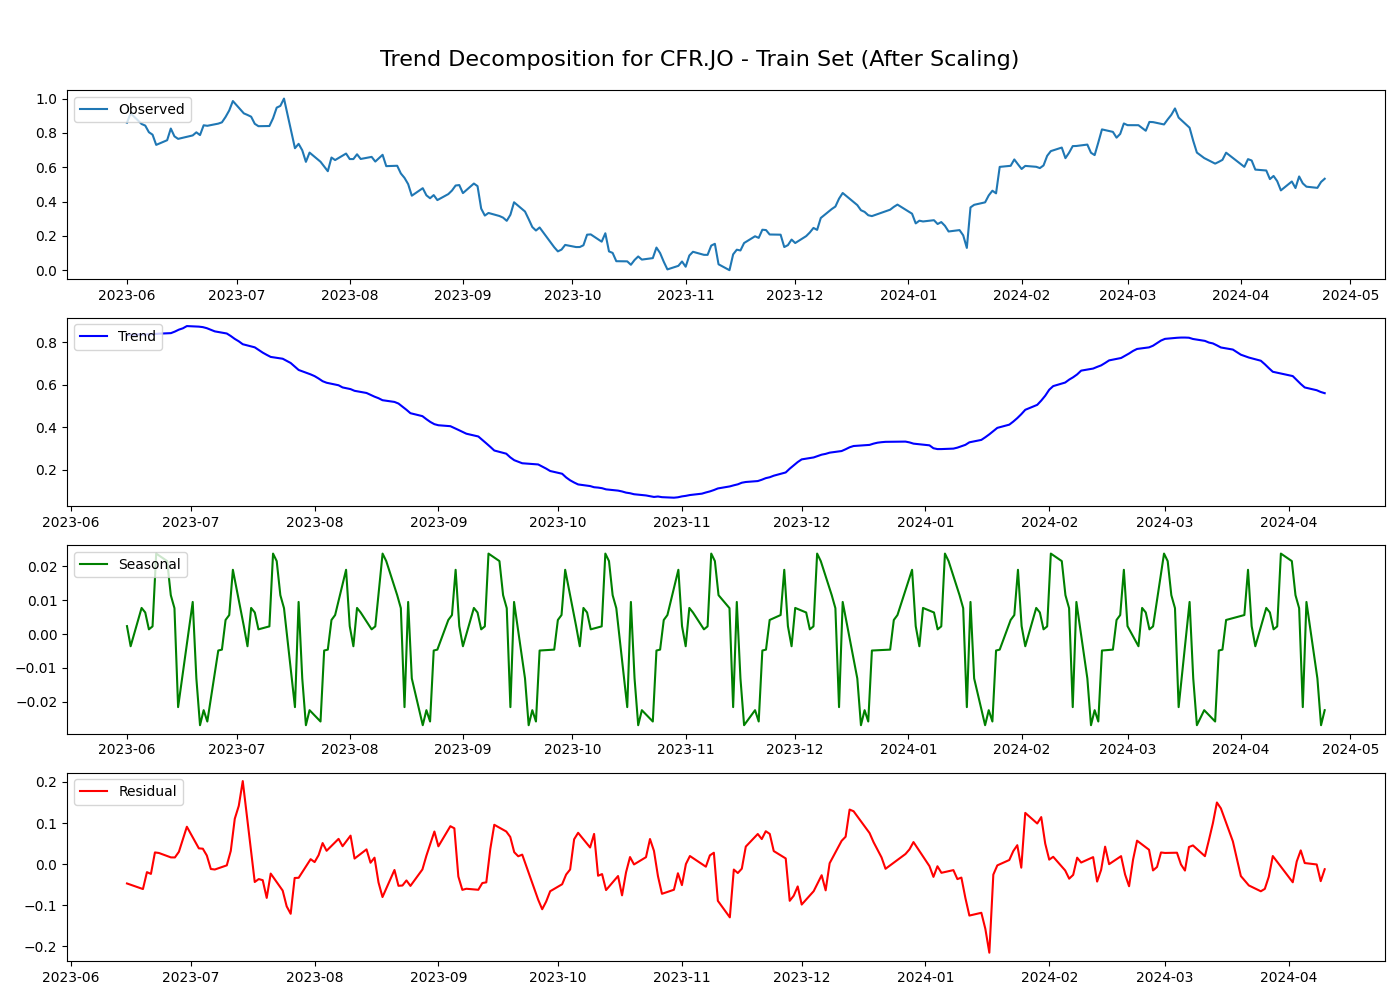 Trend Decomposition for CFR.JO - Train Set (After Scaling)
Observed
1.0
0.8
0.6
0.4
0.2
0.0
2023-06 2023-07 2023-08 2023-09 2023-10 2023-11 2023-12 2024-01 2024-02 2024-03 2024-04 2024-05
Trend
0.8
0.6
0.4
0.2
2023-06 2023-07 2023-08 2023-09 2023-10 2023-11 2023-12 2024-01 2024-02 2024-03 2024-04
Seasonal
0.02
0.01
0.00
−0.01
−0.02
2023-06 2023-07 2023-08 2023-09 2023-10 2023-11 2023-12 2024-01 2024-02 2024-03 2024-04 2024-05
Residual
0.2
0.1
0.0
−0.1
−0.2
2023-06 2023-07 2023-08 2023-09 2023-10 2023-11 2023-12 2024-01 2024-02 2024-03 2024-04